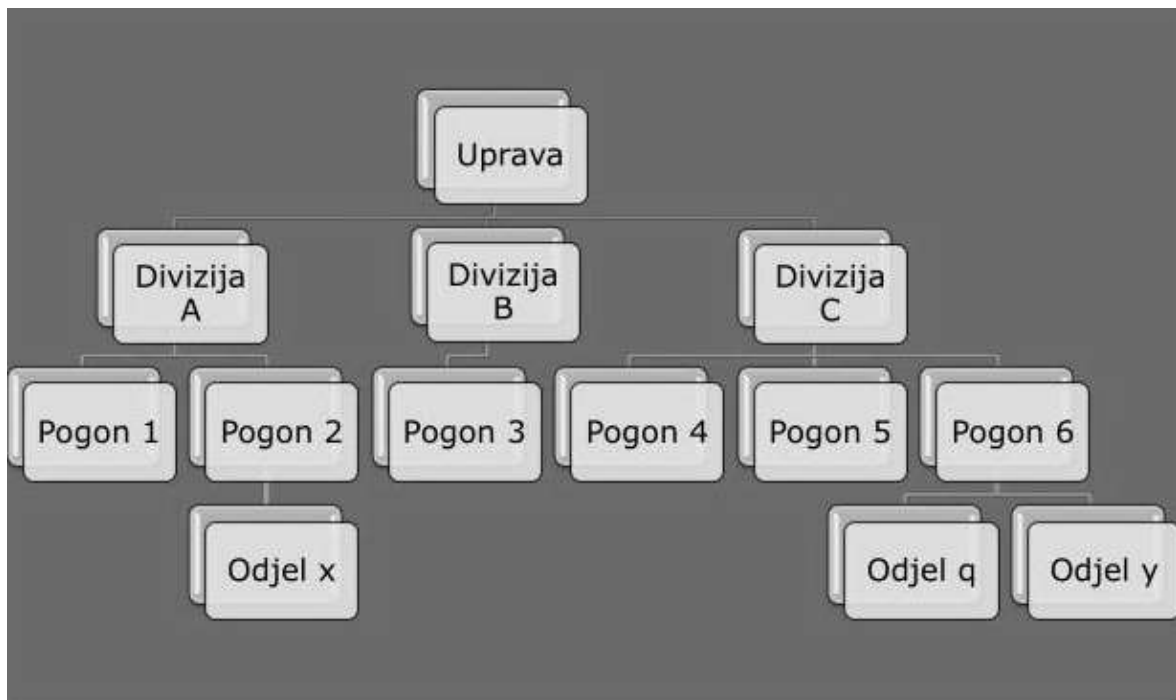 Uprava
Divizija
A
Divizija
B
Divizija
C
Pogon 1
Pogon 2
Pogon 3
Pogon 4
Pogon 5
Pogon 6
Odjel x
Odjel q
Odjel y